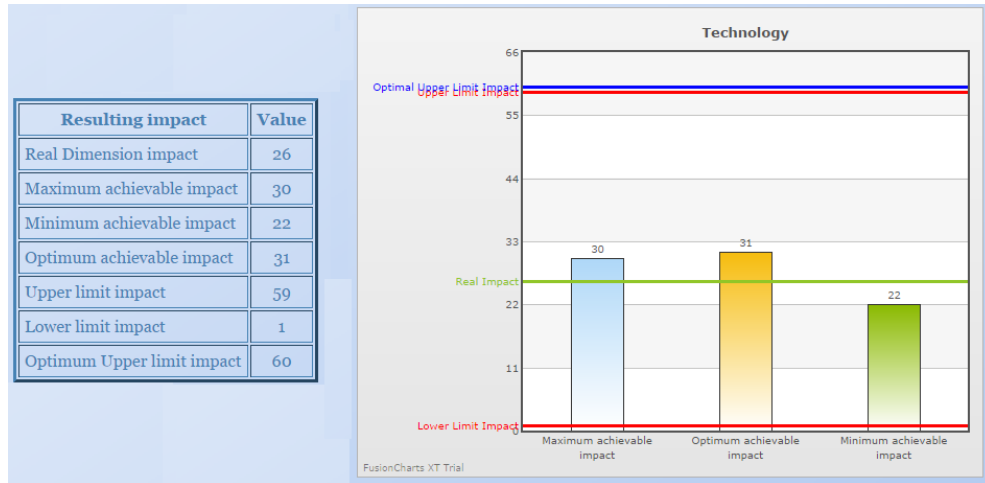 Resulting impact Value
Real Dimension impact 26
Maximum achievable impact 30
Minimum achievable impact 22
Optimum achievable impact 31
Upper limit impact 59
Lower limit impact 1
Optimum Upper limit impact 60
Technology
66
Optimal Upper Limit Impact
Upper Limit Impact
55
44
33
30
31
Real Impact
22
22
11
Lower Limit Impact
0
Maximum achievable
impact
Optimum achievable
impact
Minimum achievable
impact
FusionCharts XT Trial